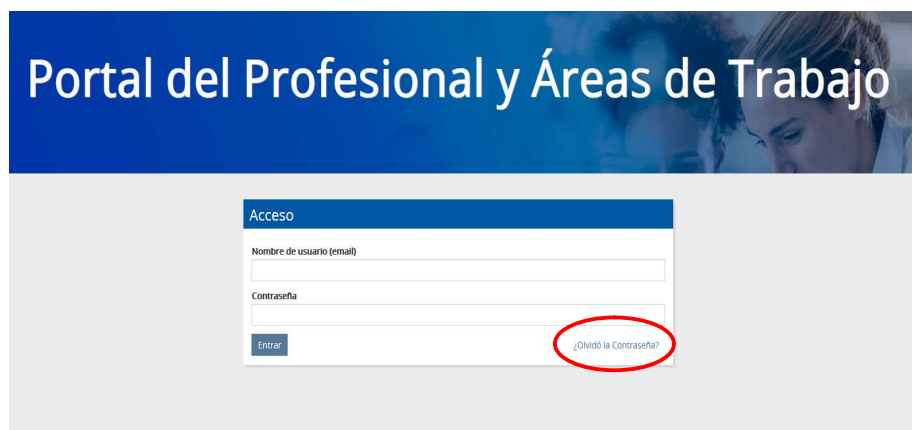 Portal del Profesional y Áreas de Trabajo
Acceso
Nombre de usuario (email)
Contraseña
Entrar
¿Olvidó la Contraseña?